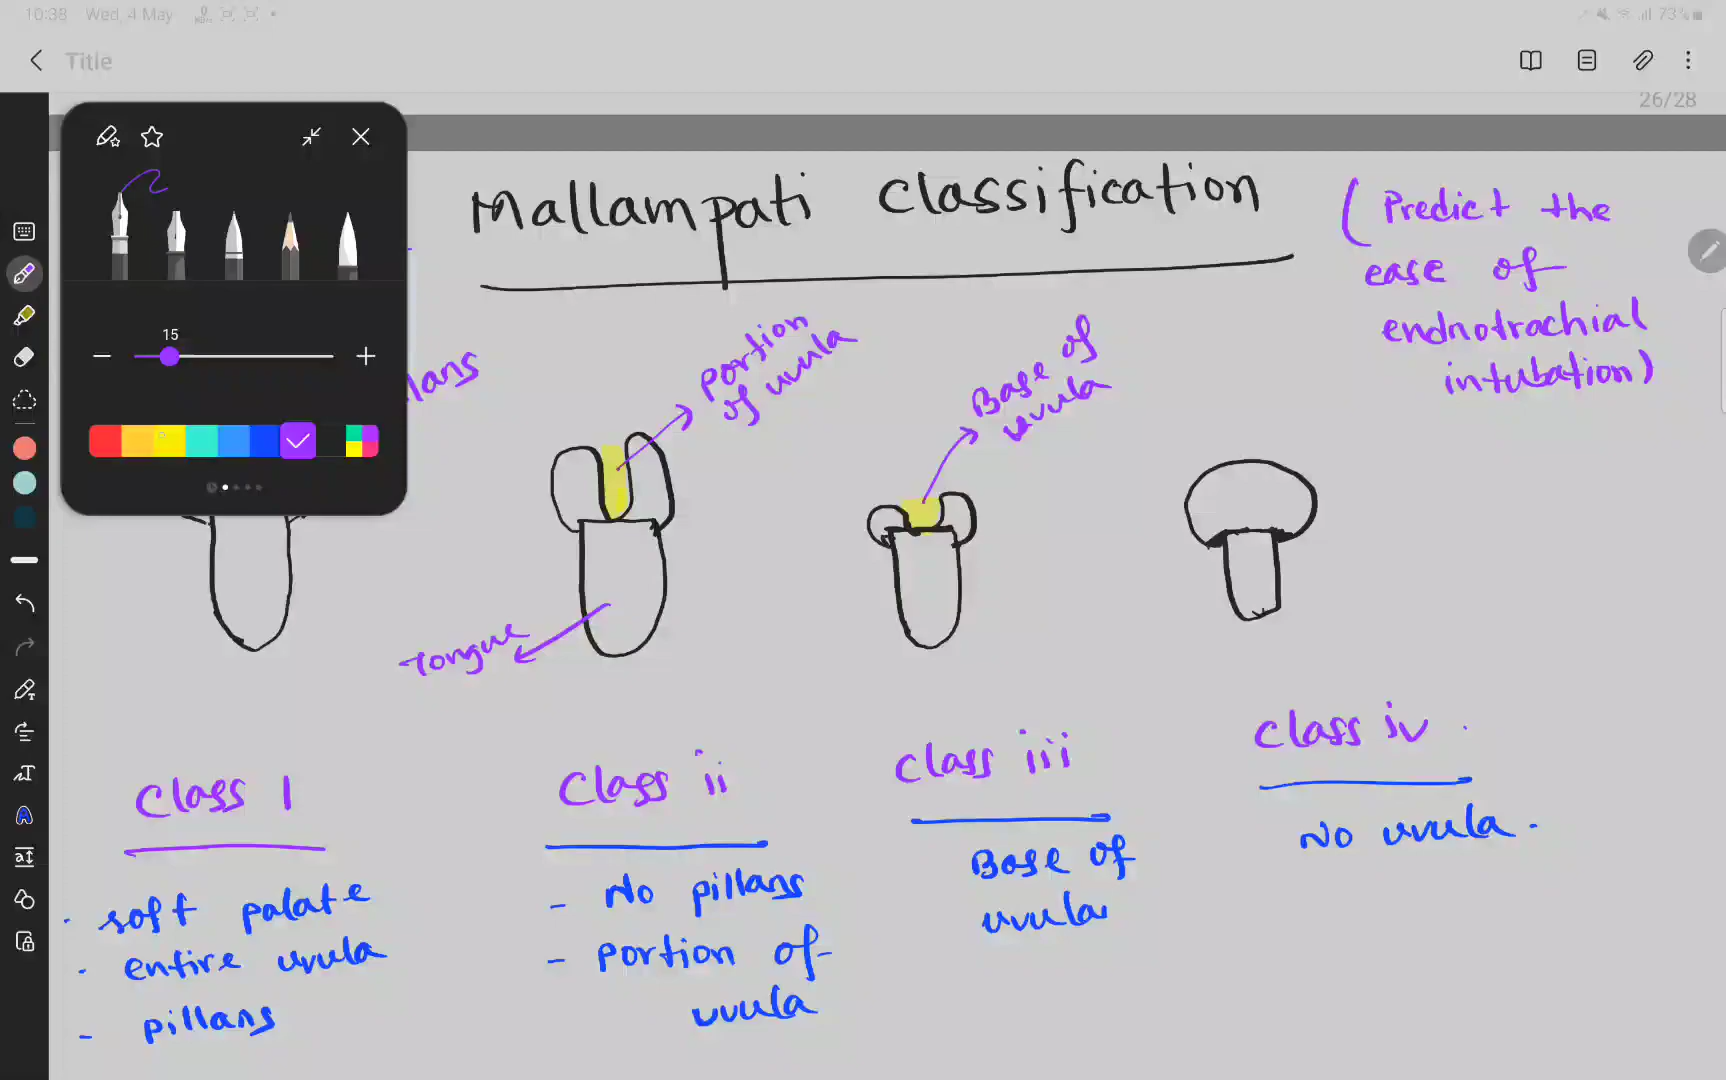 10:38 Wed, 4 May 73%
Title
26/28
Mallampati Classification
(Predict the
ease of
endnotrachial
intubation)
15
portion
of uvula
Base of
uvula
Tongue
Class I
soft palate
entire uvula
- pillars
Class ii
- No pillars
- portion of
uvula
Class iii
Base of
uvula
Class iv
No uvula.